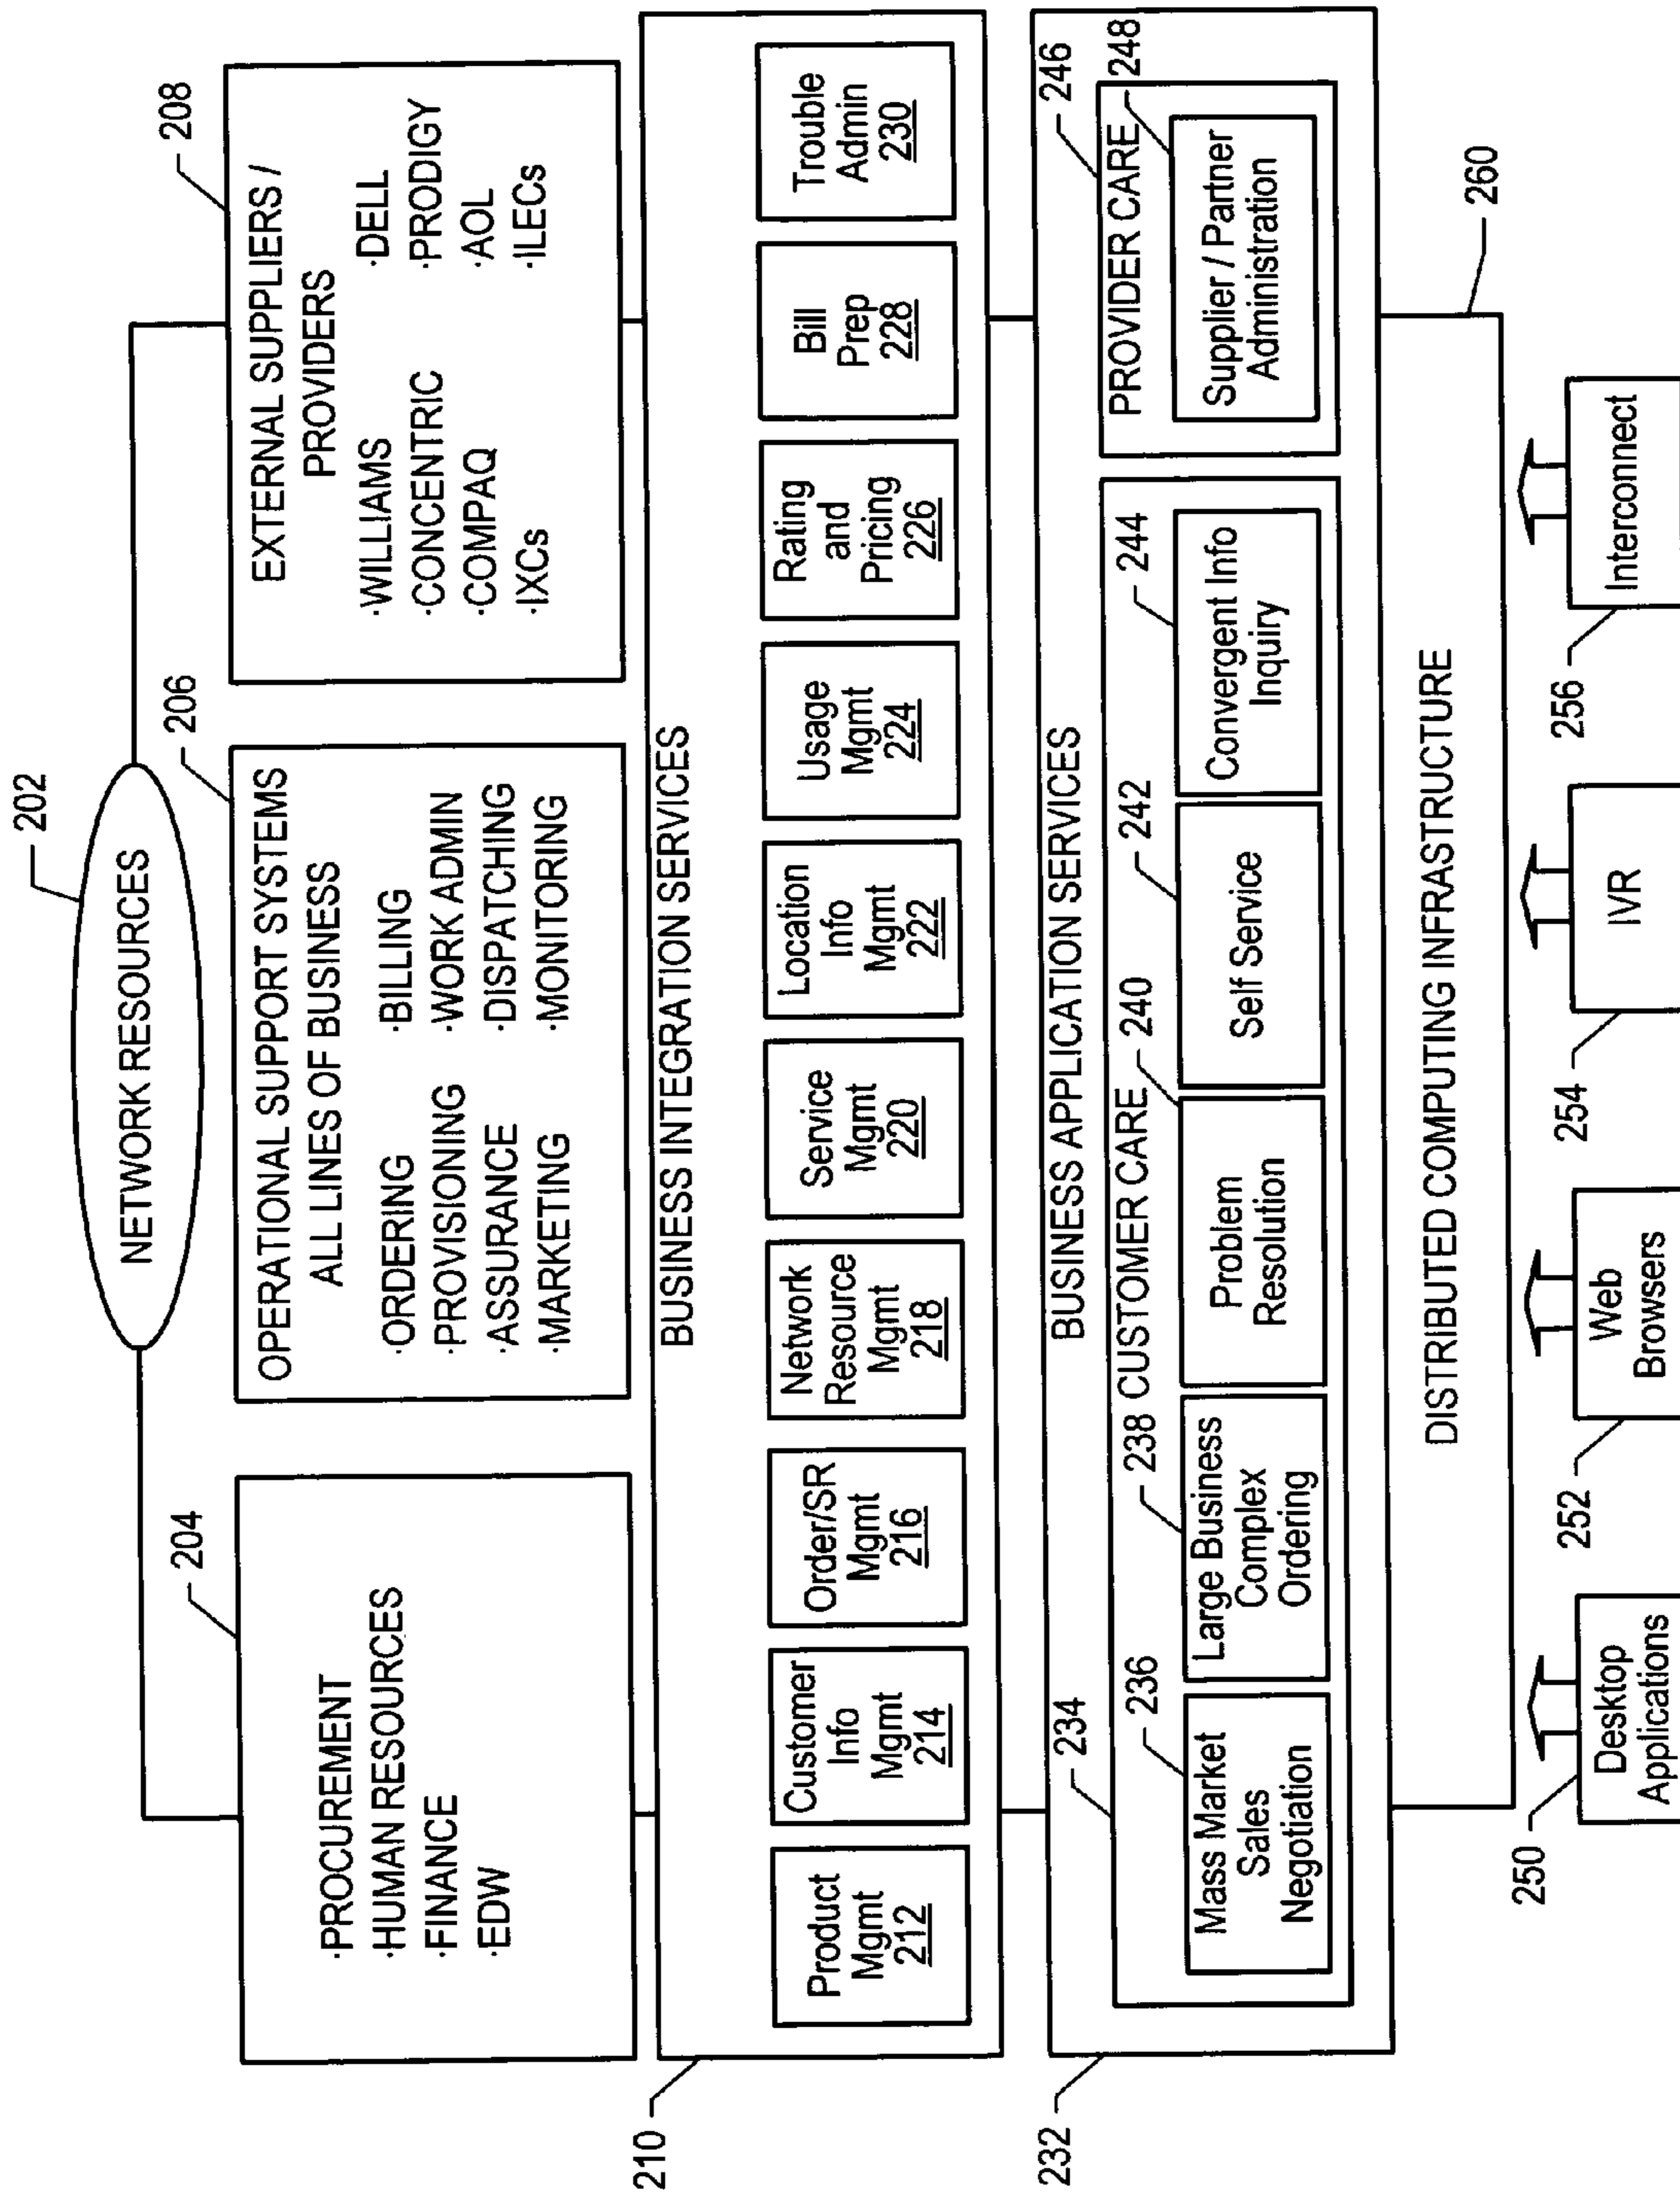 202
NETWORK RESOURCES
204
·PROCUREMENT
·HUMAN RESOURCES
·FINANCE
·EDW
206
OPERATIONAL SUPPORT SYSTEMS
ALL LINES OF BUSINESS
·ORDERING
·PROVISIONING
·ASSURANCE
·MARKETING
·BILLING
·WORK ADMIN
·DISPATCHING
·MONITORING
208
EXTERNAL SUPPLIERS /
PROVIDERS
·WILLIAMS
·CONCENTRIC
·COMPAQ
·IXCs
·DELL
·PRODIGY
·AOL
·ILECs
210
BUSINESS INTEGRATION SERVICES
Product
Mgmt
212
Customer
Info
Mgmt
214
Order/SR
Mgmt
216
Network
Resource
Mgmt
218
Service
Mgmt
220
Location
Info
Mgmt
222
Usage
Mgmt
224
Rating
and
Pricing
226
Bill
Prep
228
Trouble
Admin
230
232
BUSINESS APPLICATION SERVICES
234
CUSTOMER CARE
236
Mass Market
Sales
Negotiation
238
Large Business
Complex
Ordering
240
Problem
Resolution
242
Self Service
244
Convergent Info
Inquiry
246
PROVIDER CARE
248
Supplier / Partner
Administration
DISTRIBUTED COMPUTING INFRASTRUCTURE
260
250
Desktop
Applications
252
Web
Browsers
254
IVR
256
Interconnect